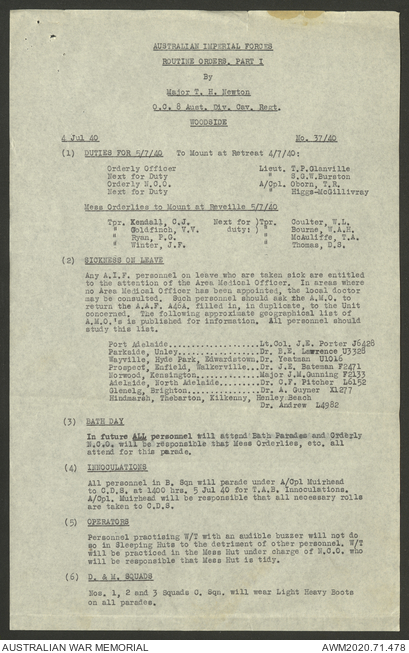 AUSTRALIAN IMPERIAL FORCES
ROUTINE ORDERS. PART I
By
Major T. H. Newton
O.C. 8 Aust. Div. Cav. Regt.
WOODSIDE
4 Jul 40 No. 37/40
(1) DUTIES FOR 5/7/40 To Mount at Retreat 4/7/40:
Orderly Officer Lieut. T.P.Glanville
Next for Duty " S.G.W.Burston
Orderly N.C.O. A/Cpl. Oborn, T.R.
Next for Duty " Higgs-McGillivray
Mess Orderlies to Mount at Reveille 5/7/40
Tpr. Kendall, C.J. Next for )Tpr. Coulter, W.L.
" Goldfinch, V.V. duty: ) " Bourne, W.A.H.
" Ryan, P.G. " McAuliffe, T.A.
" Winter, J.F. " Thomas, D.S.
(2) SICKNESS ON LEAVE
Any A.I.F. personnel on leave who are taken sick are entitled
to the attention of the Area Medical Officer. In areas where
no Area Medical Officer has been appointed, the local doctor
may be consulted. Such personnel should ask the A.M.O. to
return the A.A.F. A46A, filled in, in duplicate, to the Unit
concerned. The following approximate geographical list of
A.M.O.'s is published for information. All personnel should
study this list.
Port Adelaide.......................Lt.Col. J.E. Porter J6428
Parkside, Unley.....................Dr. B.E. Lawrence U3328
Wayville, Hyde Park, Edwardstown.Dr. Yeatman U1016
Prospect, Enfield, Walkerville..Dr. J.E. Bateman F2471
Norwood, Kensington.............Major J.M.Gunning F2133
Adelaide, North Adelaide........Dr. C.F. Pitcher L6152
Glenelg, Brighton...............Dr. A. Guyner X1277
Hindmarsh, Thebarton, Kilkenny, Henley Beach
Dr. Andrew L4982
(3) BATH DAY
In future ALL personnel will attend Bath Parades and Orderly
N.C.O. will be responsible that Mess Orderlies, etc. all
attend for this parade.
(4) INNOCULATIONS
All personnel in B. Sqn will parade under A/Cpl Muirhead
to C.D.S. at 1400 hrs. 5 Jul 40 for T.A.B. Innoculations.
A/Cpl. Muirhead will be responsible that all necessary rolls
are taken to C.D.S.
(5) OPERATORS
Personnel practising W/T with an audible buzzer will not do
so in Sleeping Huts to the detriment of other personnel. W/T
will be practiced in the Mess Hut under charge of N.C.O. who
will be responsible that Mess Hut is tidy.
(6) D. & M. SQUADS
Nos. 1, 2 and 3 Squads C. Sqn. will wear Light Heavy Boots
on all parades.
AUSTRALIAN WAR MEMORIAL AWM2020.71.478